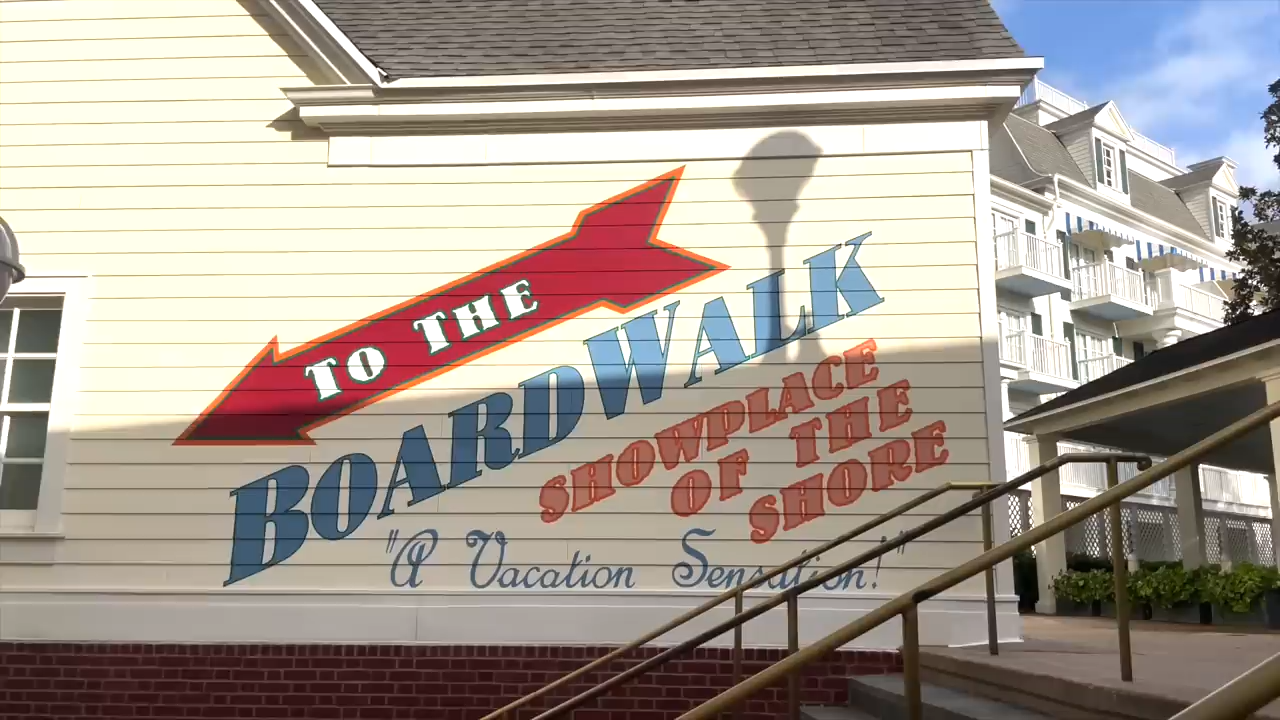 TO THE
BOARDWALK
SHOWPLACE
OF THE
SHORE
"A Vacation Sensation!"